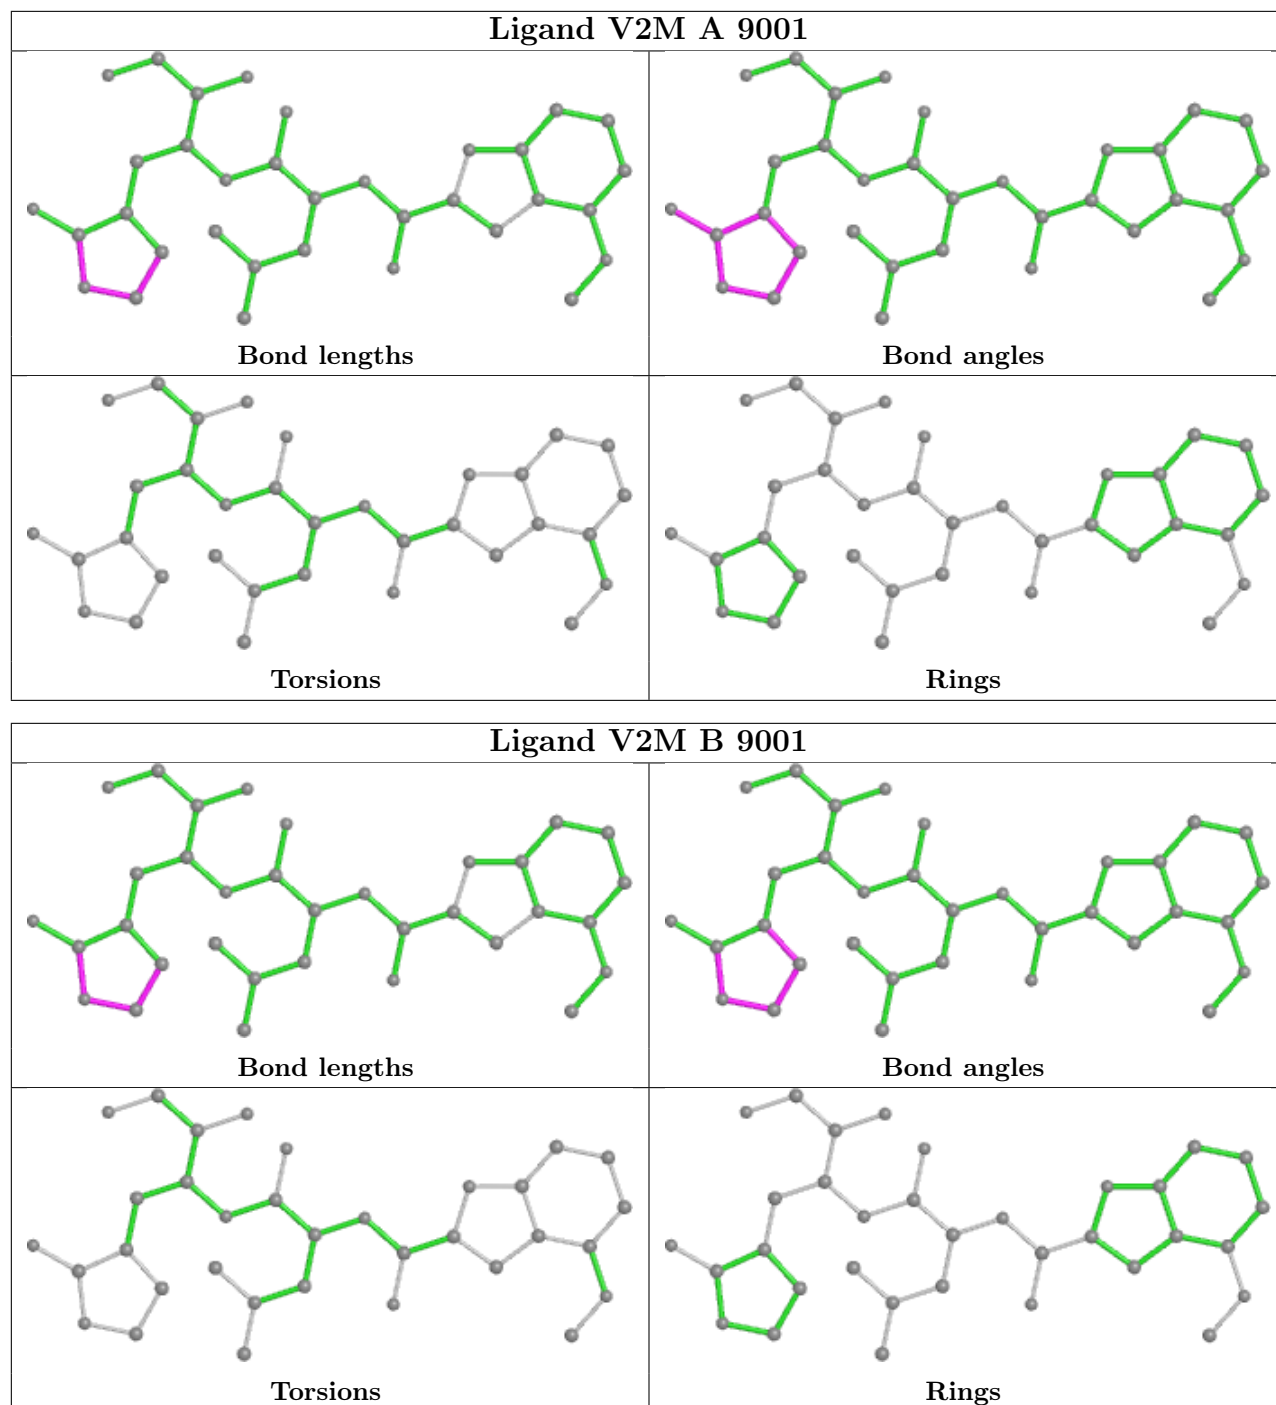 Ligand V2M A 9001
Bond lengths
Bond angles
Torsions
Rings
Ligand V2M B 9001
Bond lengths
Bond angles
Torsions
Rings